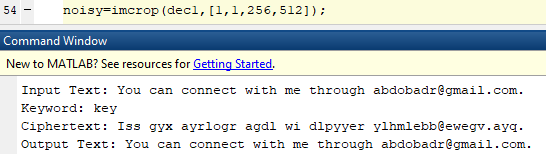 54 — noisy=imcrop(dec1,[1,1,256,512]);
Command Window
New to MATLAB? See resources for Getting Started.
Input Text: You can connect with me through abdobadr@gmail.com.
Keyword: key
Ciphertext: Iss gyx ayrlogr agdl wi dlpyyer ylhmlebb@ewegv.ayq.
Output Text: You can connect with me through abdobadr@gmail.com.